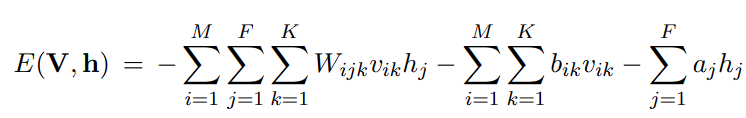 E(V, h) = −∑_{i=1}^{M} ∑_{j=1}^{F} ∑_{k=1}^{K} W_{ijk} v_{ik} h_j − ∑_{i=1}^{M} ∑_{k=1}^{K} b_{ik} v_{ik} − ∑_{j=1}^{F} a_j h_j